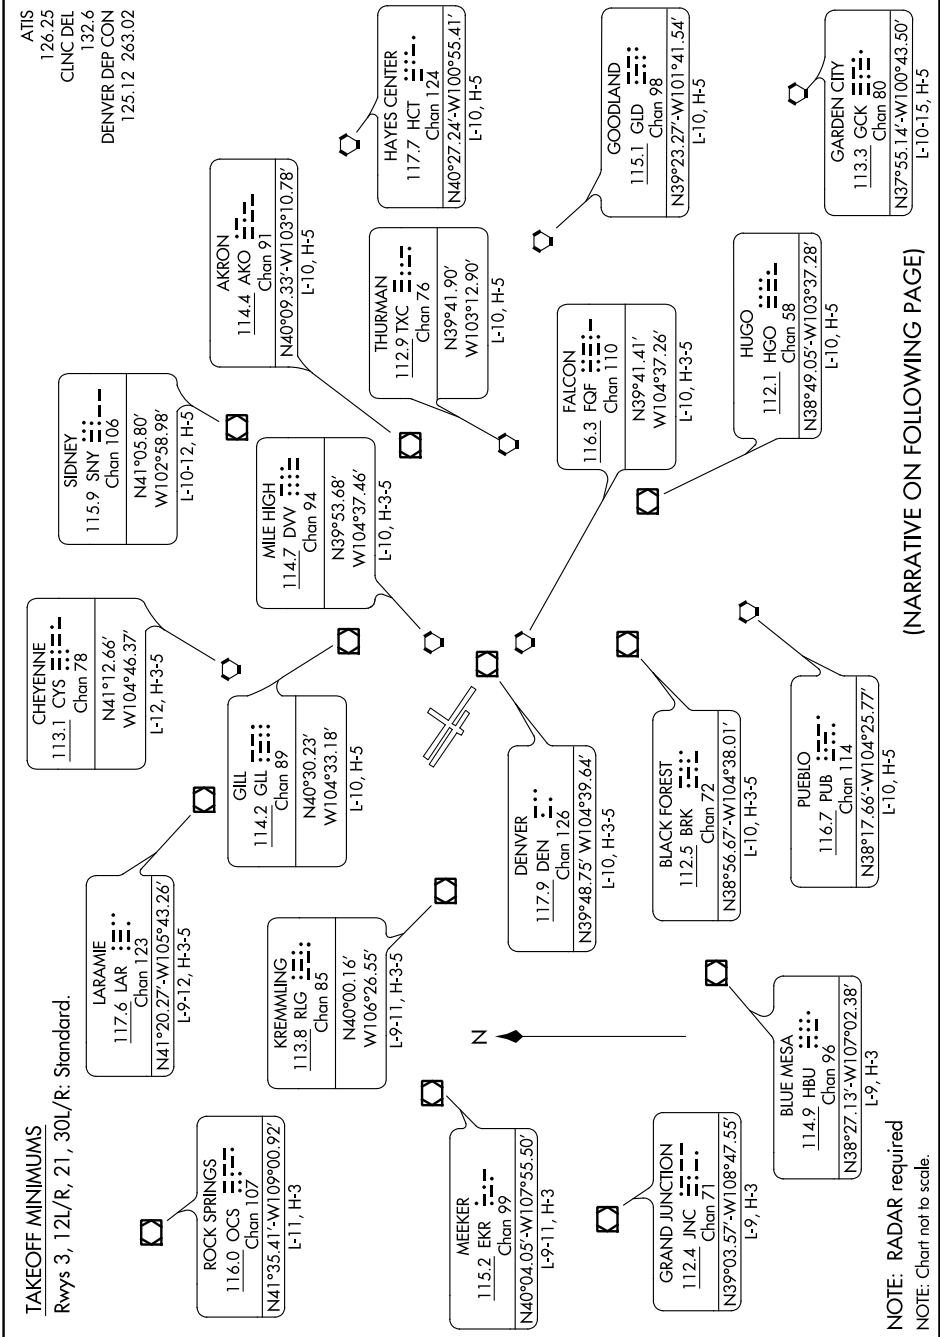 TAKEOFF MINIMUMS
Rwys 3, 12L/R, 21, 30L/R: Standard.
ATIS
126.25
CLNC DEL
132.6
DENVER DEP CON
125.12 263.02
ROCK SPRINGS
116.0 OCS
Chan 107
N41°35.41'-W109°00.92'
L-11, H-3
LARAMIE
117.6 LAR
Chan 123
N41°20.27'-W105°43.26'
L-9-12, H-3-5
CHEYENNE
113.1 CYS
Chan 78
N41°12.66'
W104°46.37'
L-12, H-3-5
SIDNEY
115.9 SNY
Chan 106
N41°05.80'
W102°58.98'
L-10-12, H-5
AKRON
114.4 AKO
Chan 91
N40°09.33'-W103°10.78'
L-10, H-5
HAYES CENTER
117.7 HCT
Chan 124
N40°27.24'-W100°55.41'
L-10, H-5
GILL
114.2 GLL
Chan 89
N40°30.23'
W104°33.18'
L-10, H-5
MILE HIGH
114.7 DVV
Chan 94
N39°53.68'
W104°37.46'
L-10, H-3-5
KREMMLING
113.8 RLG
Chan 85
N40°00.16'
W106°26.55'
L-9-11, H-3-5
THURMAN
112.9 TXC
Chan 76
N39°41.90'
W103°12.90'
L-10, H-5
GOODLAND
115.1 GLD
Chan 98
N39°23.27'-W101°41.54'
L-10, H-5
N
MEEKER
115.2 EKR
Chan 99
N40°04.05'-W107°55.50'
L-9-11, H-3
DENVER
117.9 DEN
Chan 126
N39°48.75' W104°39.64'
L-10, H-3-5
FALCON
116.3 FQF
Chan 110
N39°41.41'
W104°37.26'
L-10, H-3-5
GRAND JUNCTION
112.4 JNC
Chan 71
N39°03.57'-W108°47.55'
L-9, H-3
BLACK FOREST
112.5 BRK
Chan 72
N38°56.67'-W104°38.01'
L-10, H-3-5
HUGO
112.1 HGO
Chan 58
N38°49.05'-W103°37.28'
L-10, H-5
GARDEN CITY
113.3 GCK
Chan 80
N37°55.14'-W100°43.50'
L-10-15, H-5
BLUE MESA
114.9 HBU
Chan 96
N38°27.13'-W107°02.38'
L-9, H-3
PUEBLO
116.7 PUB
Chan 114
N38°17.66'-W104°25.77'
L-10, H-5
NOTE: RADAR required
NOTE: Chart not to scale.
(NARRATIVE ON FOLLOWING PAGE)